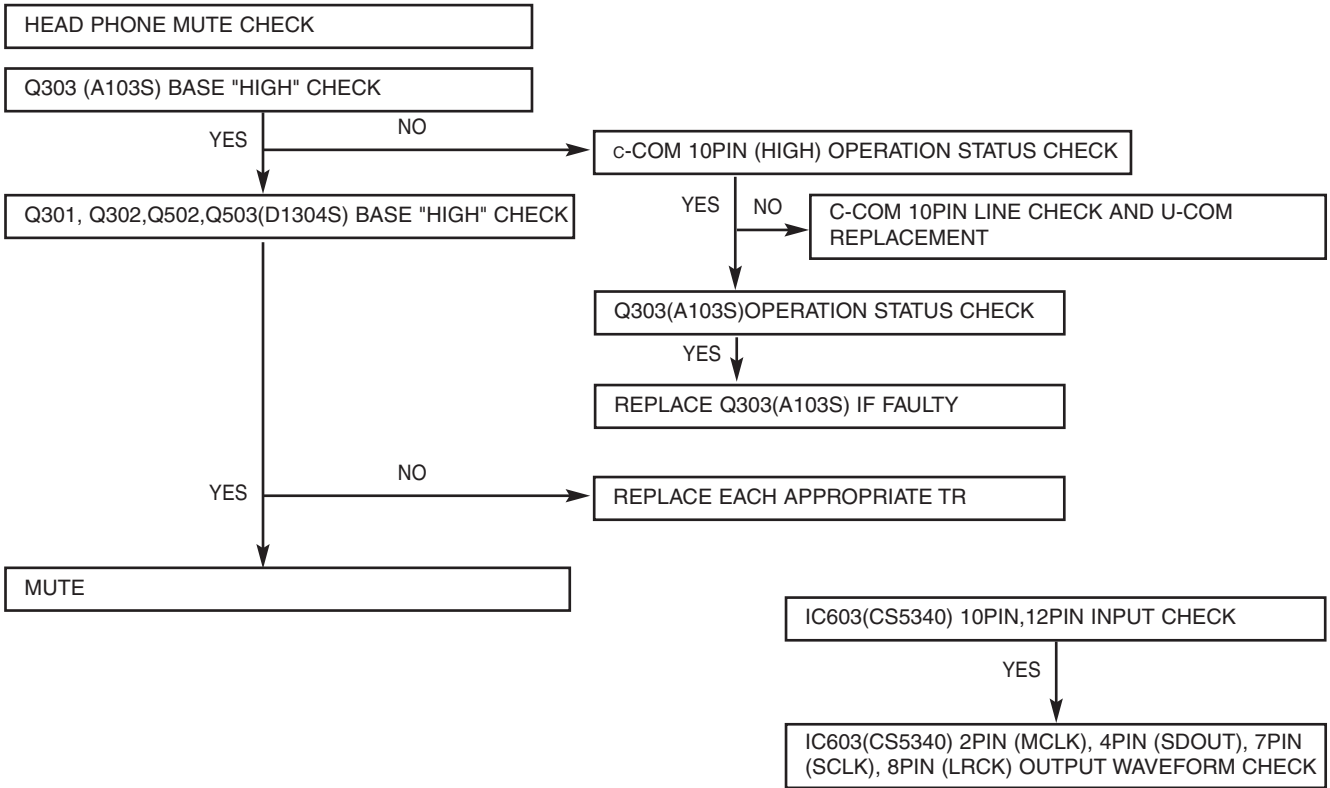 HEAD PHONE MUTE CHECK
Q303 (A103S) BASE "HIGH" CHECK
YES
NO
c-COM 10PIN (HIGH) OPERATION STATUS CHECK
Q301, Q302,Q502,Q503(D1304S) BASE "HIGH" CHECK
YES
NO
C-COM 10PIN LINE CHECK AND U-COM
REPLACEMENT
Q303(A103S)OPERATION STATUS CHECK
YES
REPLACE Q303(A103S) IF FAULTY
YES
NO
REPLACE EACH APPROPRIATE TR
MUTE
IC603(CS5340) 10PIN,12PIN INPUT CHECK
YES
IC603(CS5340) 2PIN (MCLK), 4PIN (SDOUT), 7PIN
(SCLK), 8PIN (LRCK) OUTPUT WAVEFORM CHECK